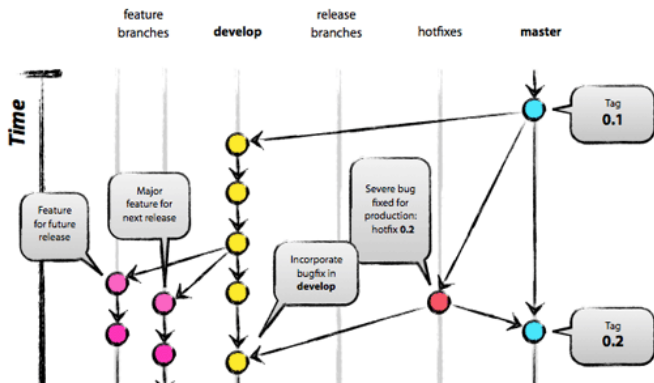 feature
branches
develop
release
branches
hotfixes
master
Time
Tag
0.1
Major
feature for
next release
Feature
for future
release
Severe bug
fixed for
production:
hotfix 0.2
Incorporate
bugfix in
develop
Tag
0.2